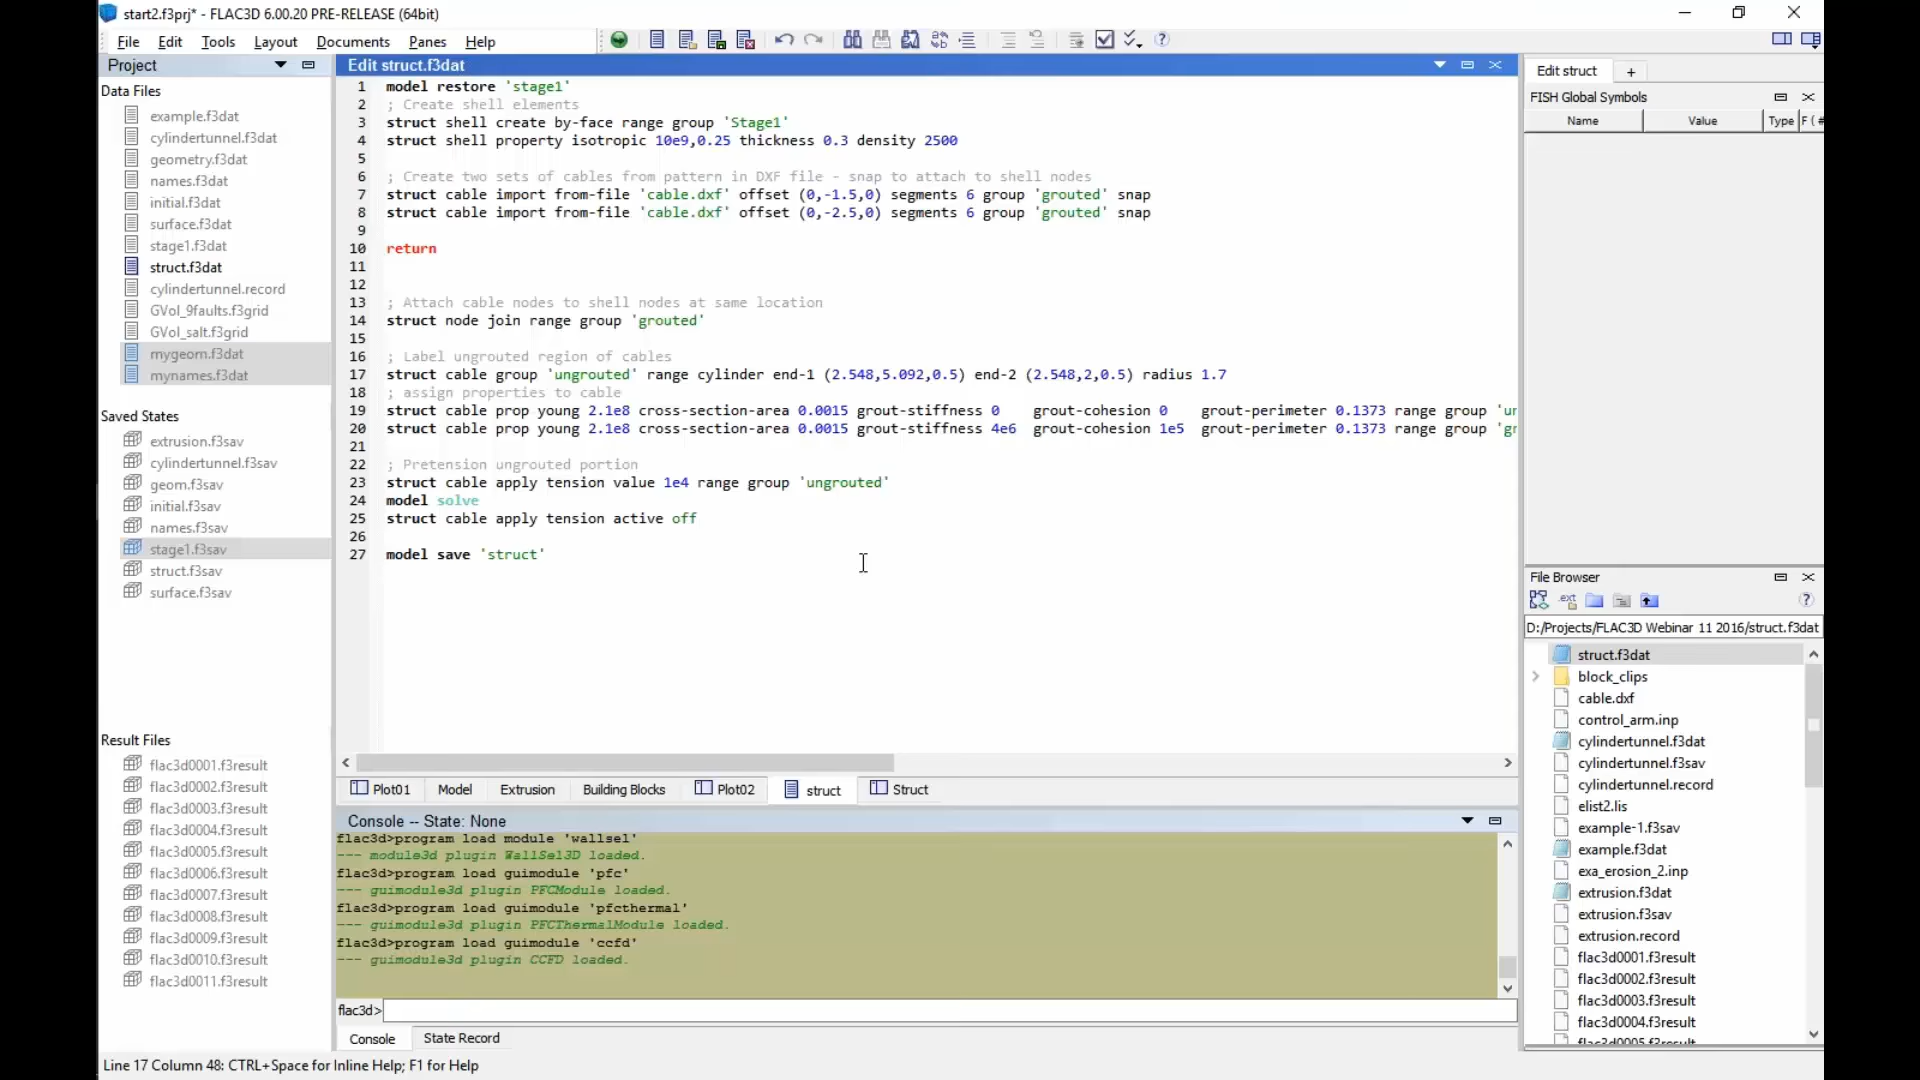 start2.f3prj* - FLAC3D 6.00.20 PRE-RELEASE (64bit)
File Edit Tools Layout Documents Panes Help
Project
Data Files
example.f3dat
cylindertunnel.f3dat
geometry.f3dat
names.f3dat
initial.f3dat
surface.f3dat
stage1.f3dat
struct.f3dat
cylindertunnel.record
GVol_9faults.f3grid
GVol_salt.f3grid
mygeom.f3dat
mynames.f3dat
Saved States
extrusion.f3sav
cylindertunnel.f3sav
geom.f3sav
initial.f3sav
names.f3sav
stage1.f3sav
struct.f3sav
surface.f3sav
Result Files
flac3d0001.f3result
flac3d0002.f3result
flac3d0003.f3result
flac3d0004.f3result
flac3d0005.f3result
flac3d0006.f3result
flac3d0007.f3result
flac3d0008.f3result
flac3d0009.f3result
flac3d0010.f3result
flac3d0011.f3result
Edit struct.f3dat
1 model restore 'stage1'
2 ; Create shell elements
3 struct shell create by-face range group 'Stage1'
4 struct shell property isotropic 10e9,0.25 thickness 0.3 density 2500
5
6 ; Create two sets of cables from pattern in DXF file - snap to attach to shell nodes
7 struct cable import from-file 'cable.dxf' offset (0,-1.5,0) segments 6 group 'grouted' snap
8 struct cable import from-file 'cable.dxf' offset (0,-2.5,0) segments 6 group 'grouted' snap
9
10 return
11
12
13 ; Attach cable nodes to shell nodes at same location
14 struct node join range group 'grouted'
15
16 ; Label ungrouted region of cables
17 struct cable group 'ungrouted' range cylinder end-1 (2.548,5.092,0.5) end-2 (2.548,2,0.5) radius 1.7
18 ; assign properties to cable
19 struct cable prop young 2.1e8 cross-section-area 0.0015 grout-stiffness 0 grout-cohesion 0 grout-perimeter 0.1373 range group 'ur
20 struct cable prop young 2.1e8 cross-section-area 0.0015 grout-stiffness 4e6 grout-cohesion 1e5 grout-perimeter 0.1373 range group 'gr
21
22 ; Pretension ungrouted portion
23 struct cable apply tension value 1e4 range group 'ungrouted'
24 model solve
25 struct cable apply tension active off
26
27 model save 'struct'
Plot01 Model Extrusion Building Blocks Plot02 struct Struct
Console -- State: None
flac3d>program load module 'wallsel'
--- module3d plugin WallSel3D loaded.
flac3d>program load guimodule 'pfc'
--- guimodule3d plugin PFCModule loaded.
flac3d>program load guimodule 'pfcthermal'
--- guimodule3d plugin PFCThermalModule loaded.
flac3d>program load guimodule 'ccfd'
--- guimodule3d plugin CCFD loaded.
flac3d>
Console State Record
Line 17 Column 48: CTRL+Space for Inline Help; F1 for Help
Edit struct +
FISH Global Symbols
Name Value Type F ( #
File Browser
.ext
D:/Projects/FLAC3D Webinar 11 2016/struct.f3dat
struct.f3dat
block_clips
cable.dxf
control_arm.inp
cylindertunnel.f3dat
cylindertunnel.f3sav
cylindertunnel.record
elist2.lis
example-1.f3sav
example.f3dat
exa_erosion_2.inp
extrusion.f3dat
extrusion.f3sav
extrusion.record
flac3d0001.f3result
flac3d0002.f3result
flac3d0003.f3result
flac3d0004.f3result
flac3d0005.f3result